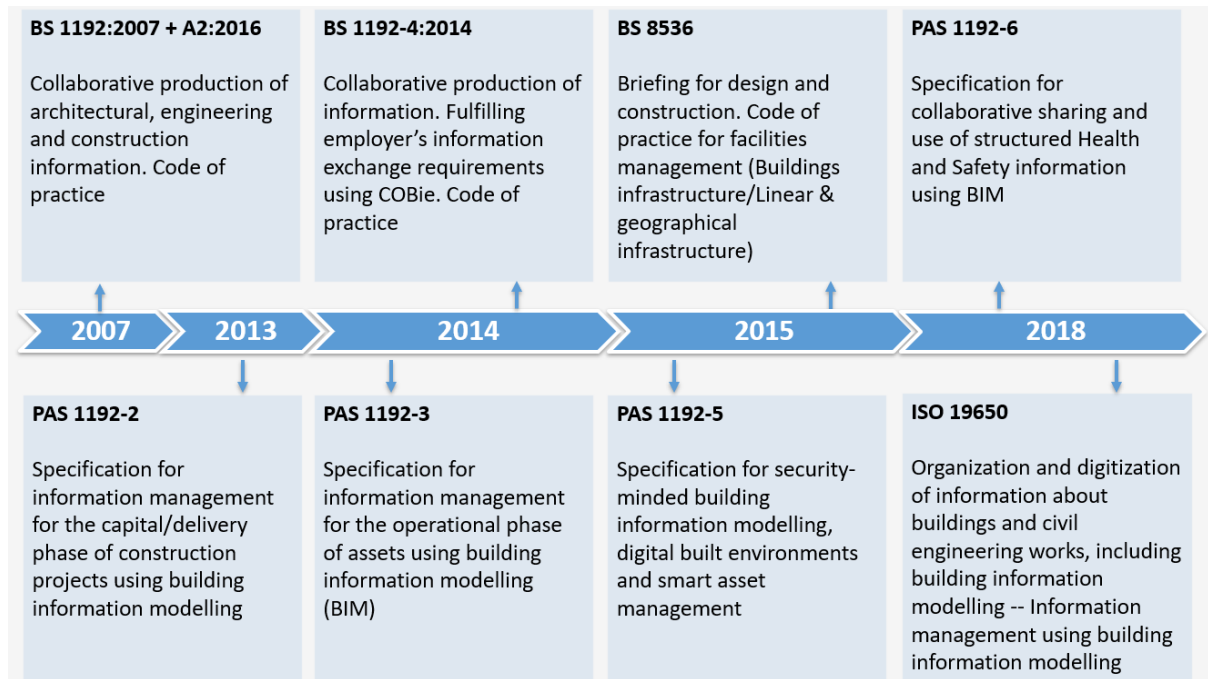 BS 1192:2007 + A2:2016
Collaborative production of
architectural, engineering
and construction
information. Code of
practice
BS 1192-4:2014
Collaborative production of
information. Fulfilling
employer’s information
exchange requirements
using COBie. Code of
practice
BS 8536
Briefing for design and
construction. Code of
practice for facilities
management (Buildings
infrastructure/Linear &
geographical
infrastructure)
PAS 1192-6
Specification for
collaborative sharing and
use of structured Health
and Safety information
using BIM
2007
2013
2014
2015
2018
PAS 1192-2
Specification for
information management
for the capital/delivery
phase of construction
projects using building
information modelling
PAS 1192-3
Specification for
information management
for the operational phase
of assets using building
information modelling
(BIM)
PAS 1192-5
Specification for security-
minded building
information modelling,
digital built environments
and smart asset
management
ISO 19650
Organization and digitization
of information about
buildings and civil
engineering works, including
building information
modelling -- Information
management using building
information modelling